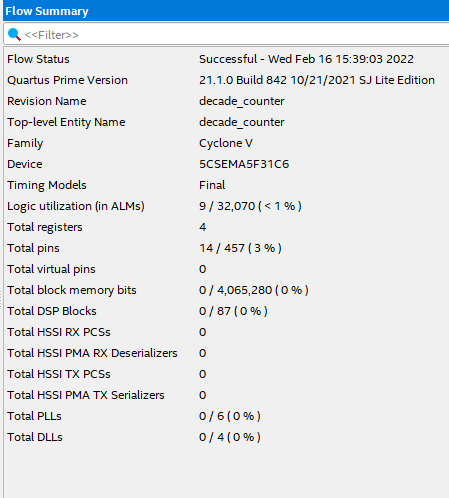 Flow Summary
<<Filter>>
Flow Status Successful - Wed Feb 16 15:39:03 2022
Quartus Prime Version 21.1.0 Build 842 10/21/2021 SJ Lite Edition
Revision Name decade_counter
Top-level Entity Name decade_counter
Family Cyclone V
Device 5CSEMA5F31C6
Timing Models Final
Logic utilization (in ALMs) 9 / 32,070 ( < 1 % )
Total registers 4
Total pins 14 / 457 ( 3 % )
Total virtual pins 0
Total block memory bits 0 / 4,065,280 ( 0 % )
Total DSP Blocks 0 / 87 ( 0 % )
Total HSSI RX PCSs 0
Total HSSI PMA RX Deserializers 0
Total HSSI TX PCSs 0
Total HSSI PMA TX Serializers 0
Total PLLs 0 / 6 ( 0 % )
Total DLLs 0 / 4 ( 0 % )